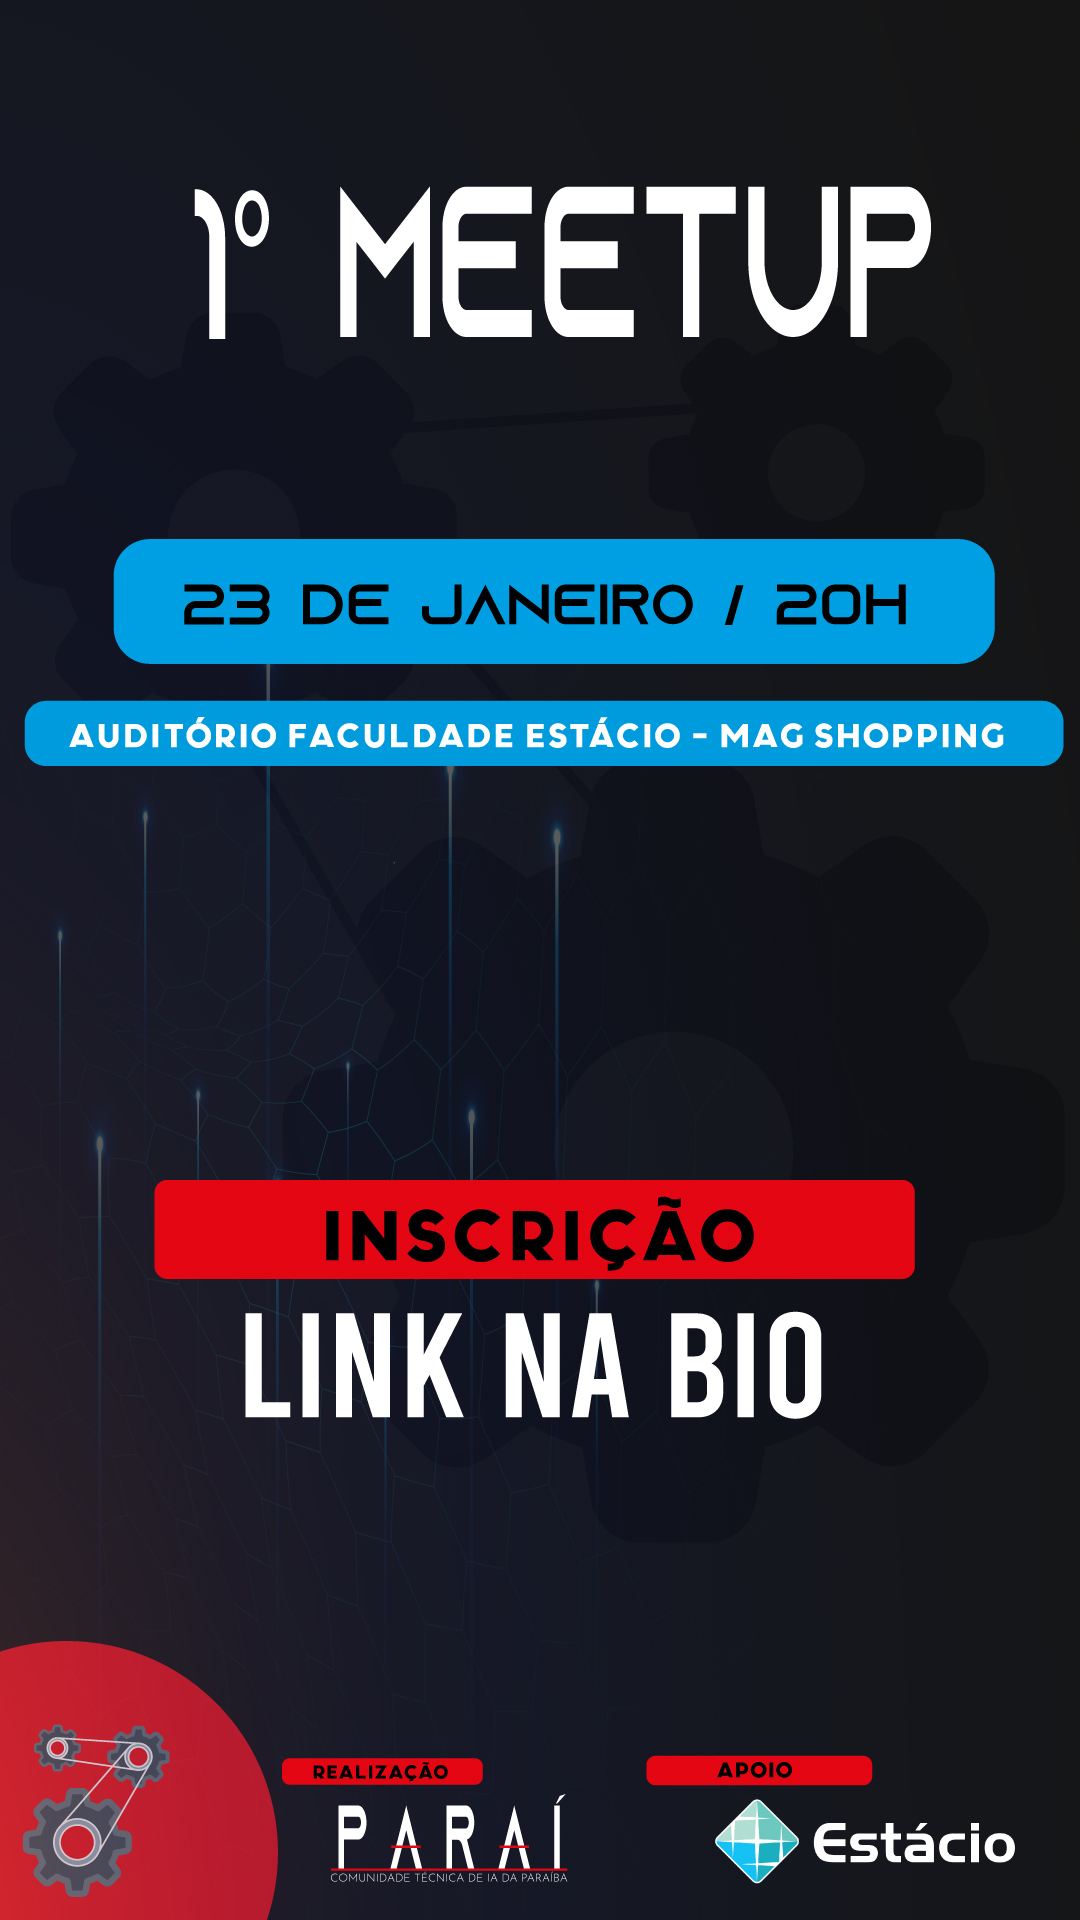 1º MEETUP
23 DE JANEIRO / 20H
AUDITÓRIO FACULDADE ESTÁCIO - MAG SHOPPING
INSCRIÇÃO
LINK NA BIO
REALIZAÇÃO
PARAÍ
COMUNIDADE TÉCNICA DE IA DA PARAÍBA
APOIO
Estácio